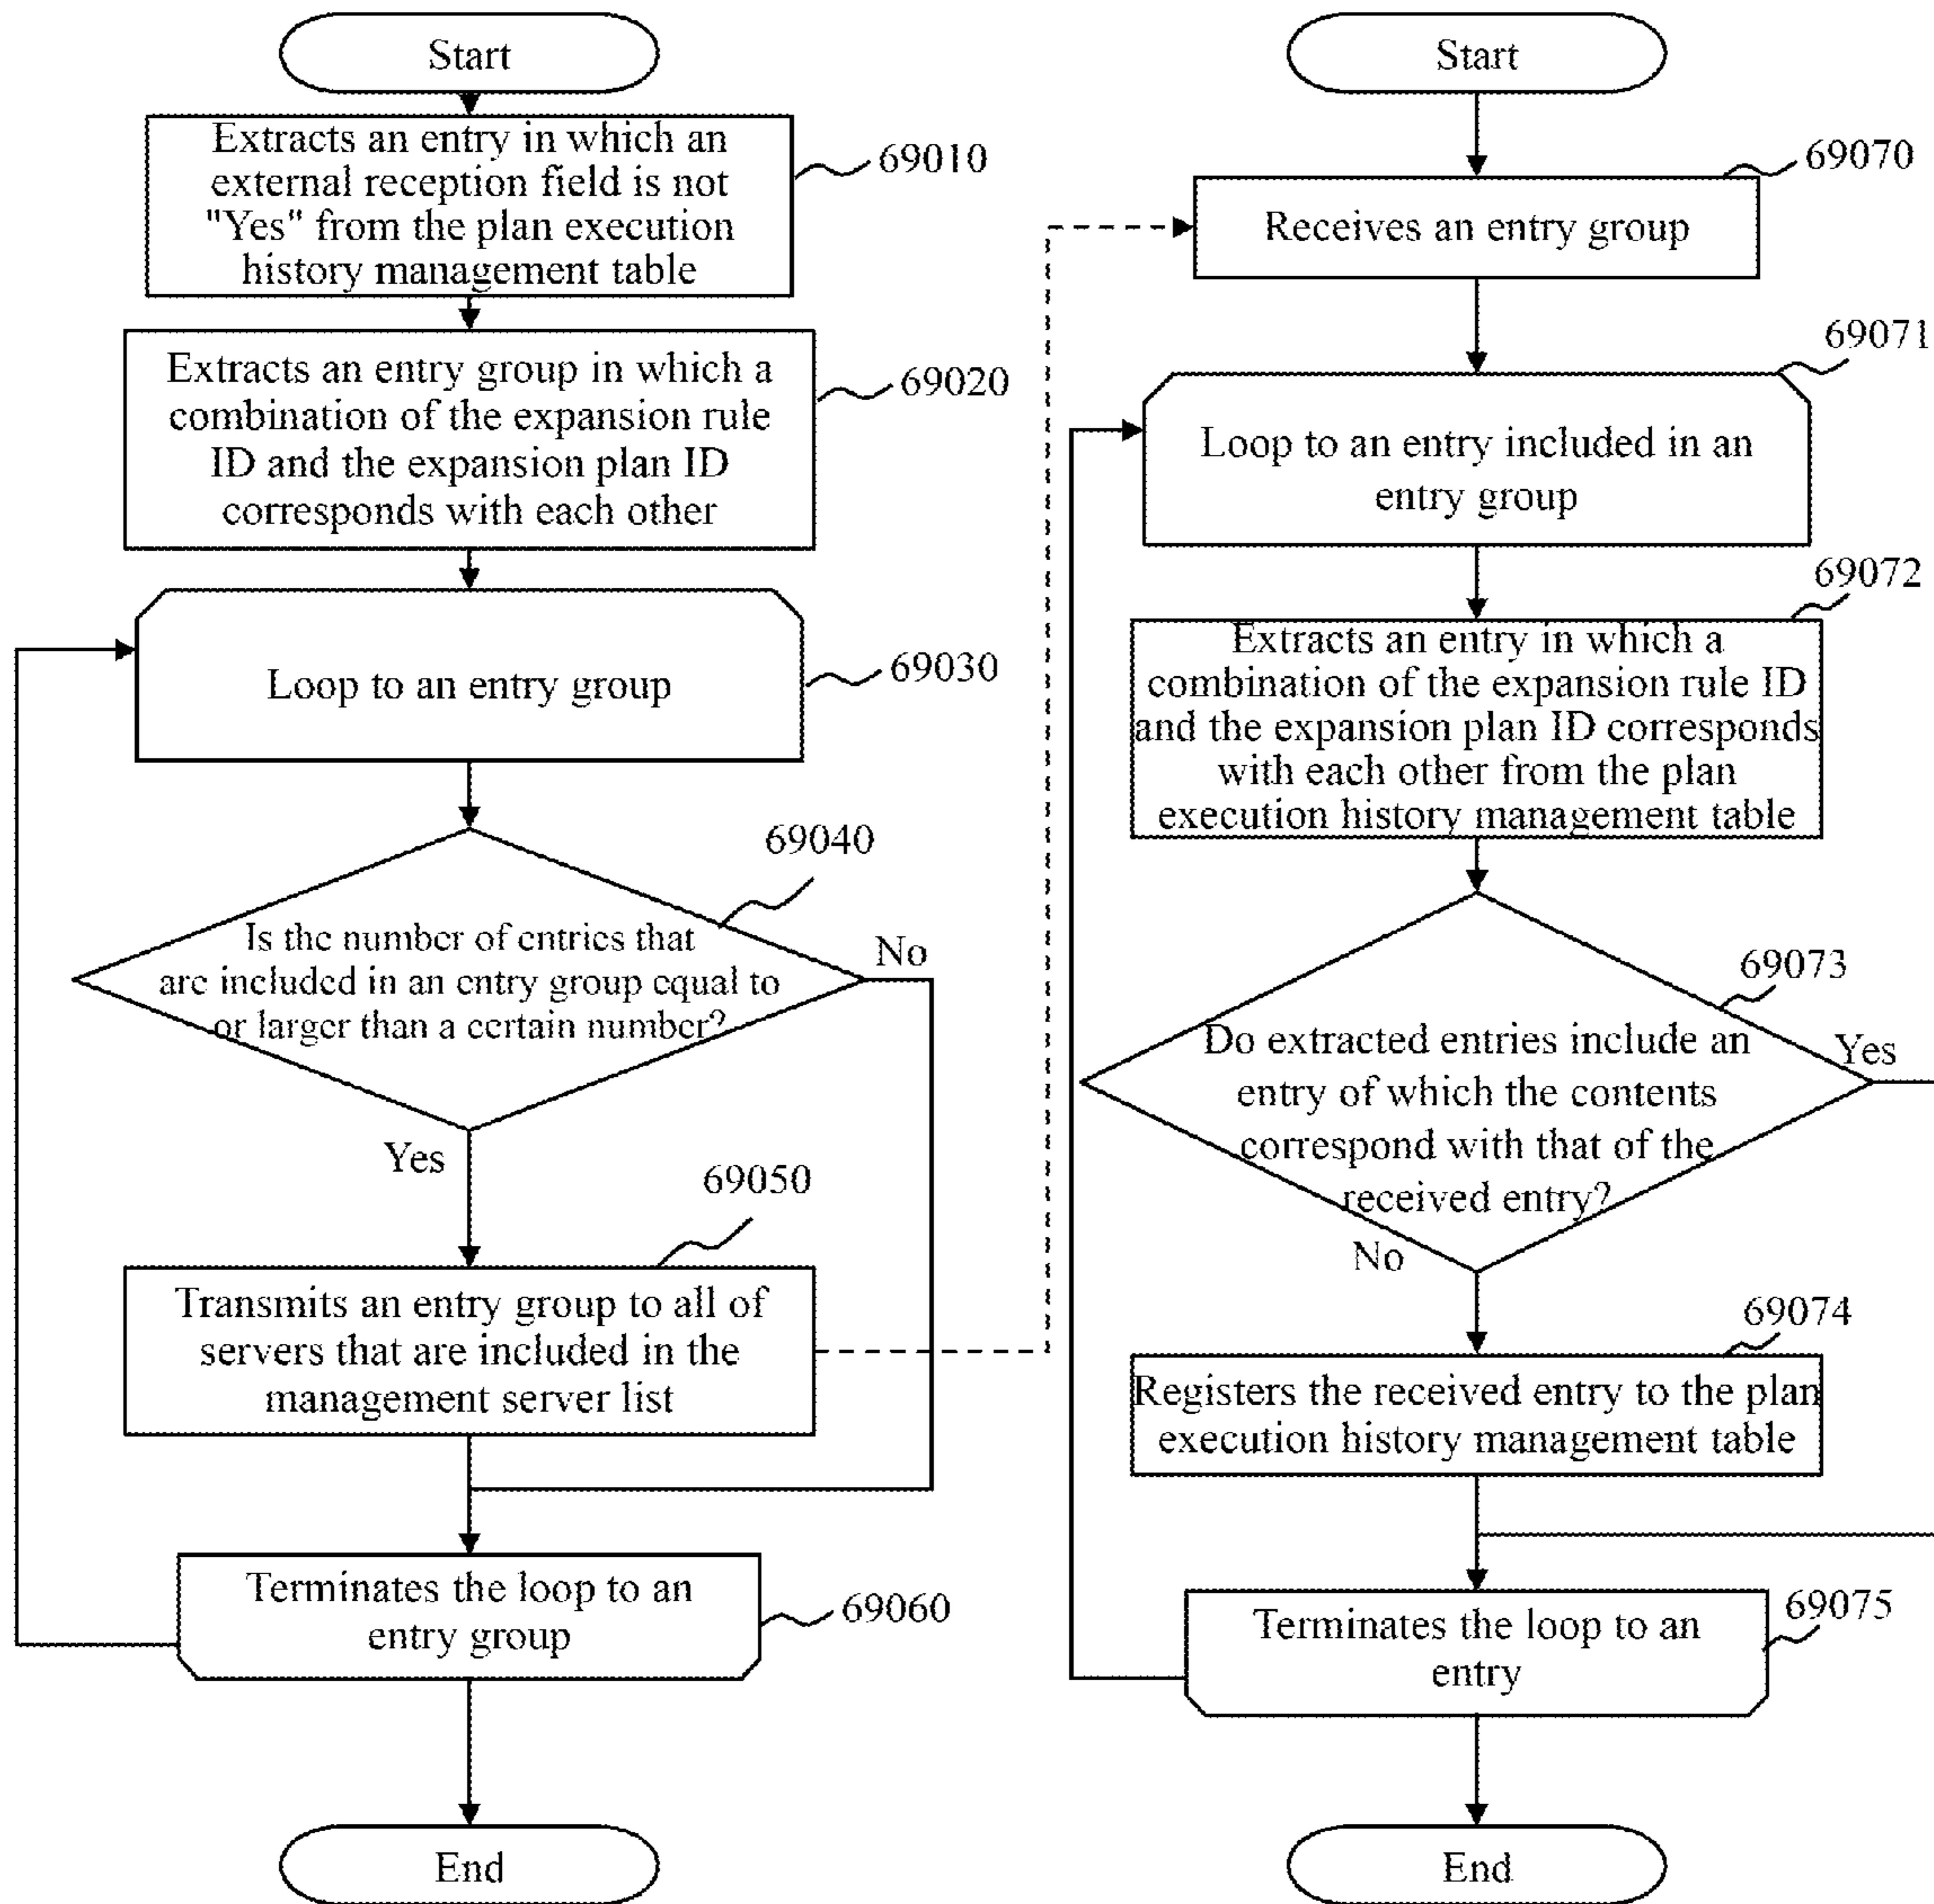 Start
Extracts an entry in which an
external reception field is not
"Yes" from the plan execution
history management table
69010
Extracts an entry group in which a
combination of the expansion rule
ID and the expansion plan ID
corresponds with each other
69020
Loop to an entry group
69030
69040
Is the number of entries that
are included in an entry group equal to
or larger than a certain number?
No
Yes
69050
Transmits an entry group to all of
servers that are included in the
management server list
Terminates the loop to an
entry group
69060
End
Start
69070
Receives an entry group
69071
Loop to an entry included in an
entry group
69072
Extracts an entry in which a
combination of the expansion rule ID
and the expansion plan ID corresponds
with each other from the plan
execution history management table
69073
Do extracted entries include an
entry of which the contents
correspond with that of the
received entry?
Yes
No
69074
Registers the received entry to the plan
execution history management table
69075
Terminates the loop to an
entry
End